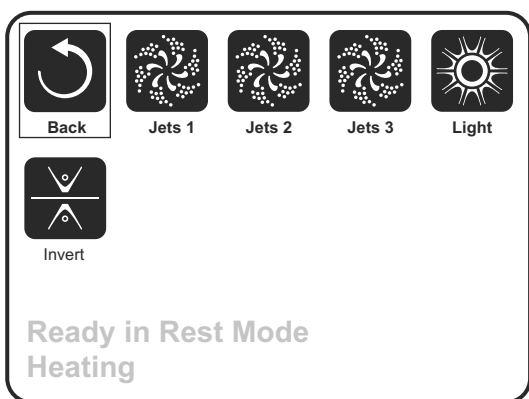 Back Jets 1 Jets 2 Jets 3 Light
Invert
Ready in Rest Mode
Heating